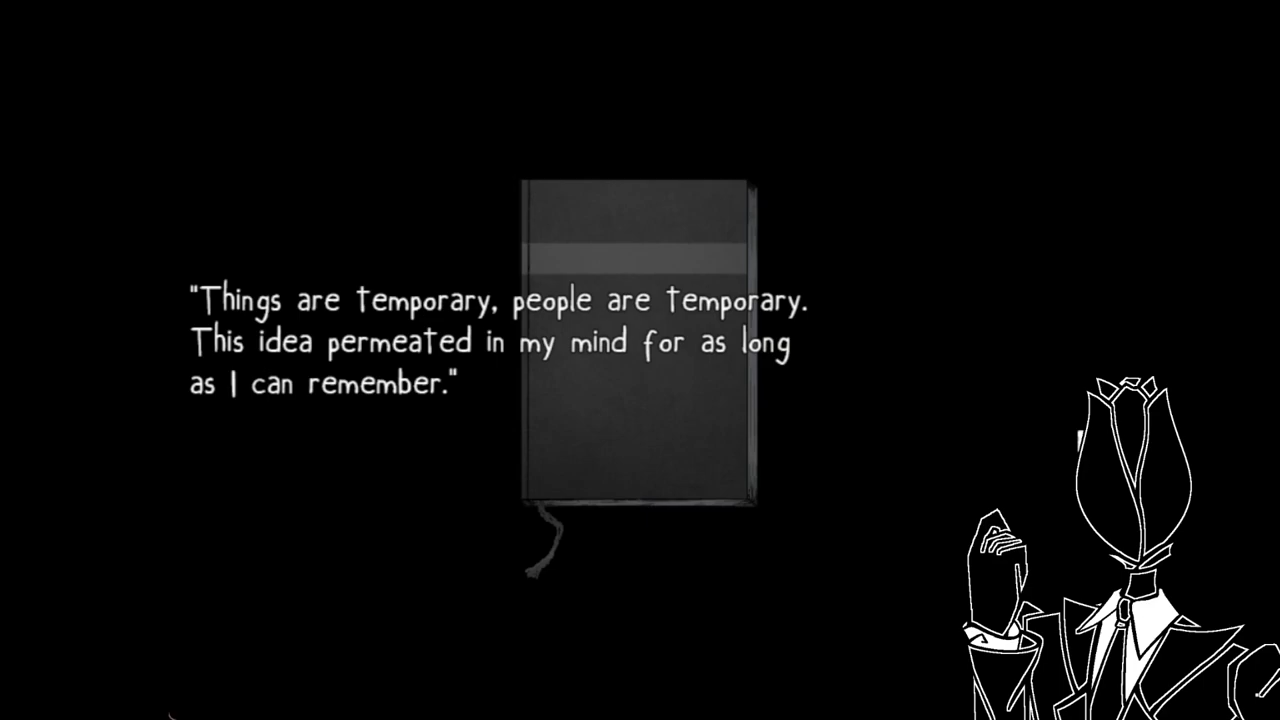 "Things are temporary, people are temporary.
This idea permeated in my mind for as long
as I can remember."